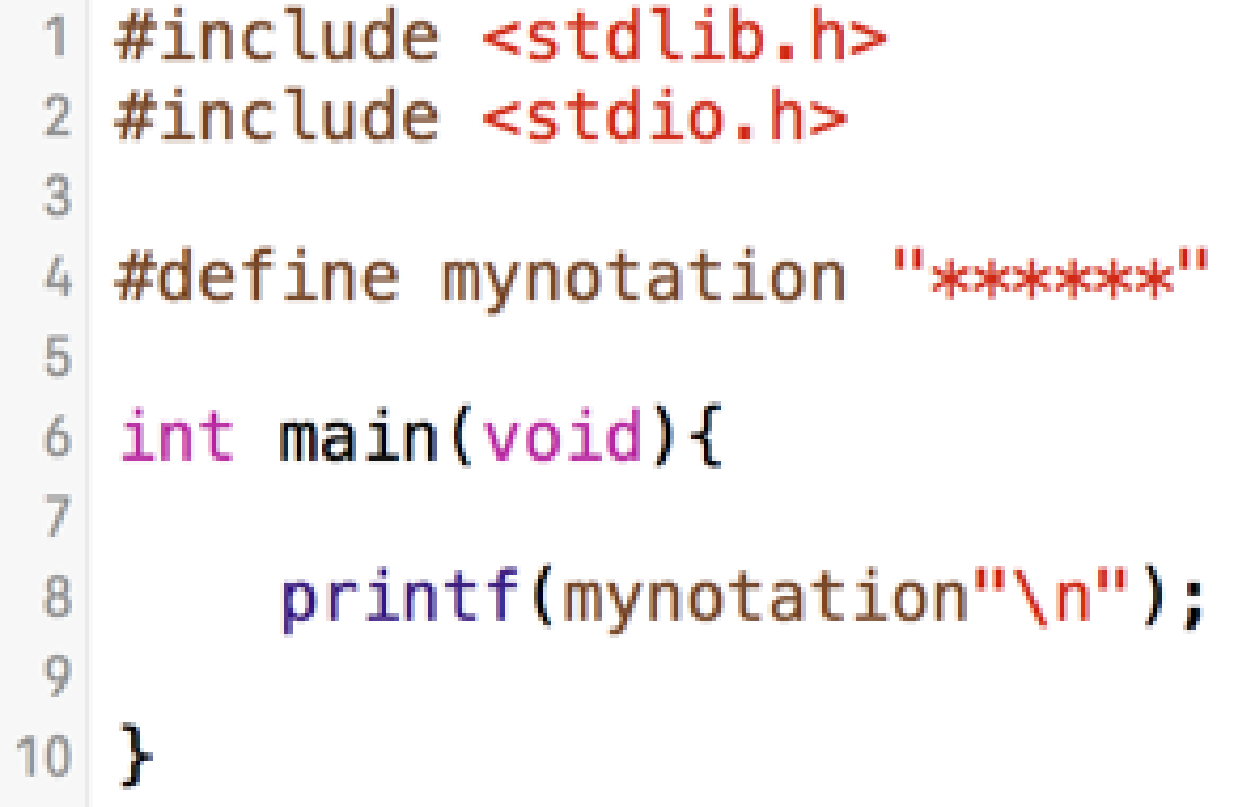 1 #include <stdlib.h>
2 #include <stdio.h>
3
4 #define mynotation "******"
5
6 int main(void){
7
8     printf(mynotation"\n");
9
10 }